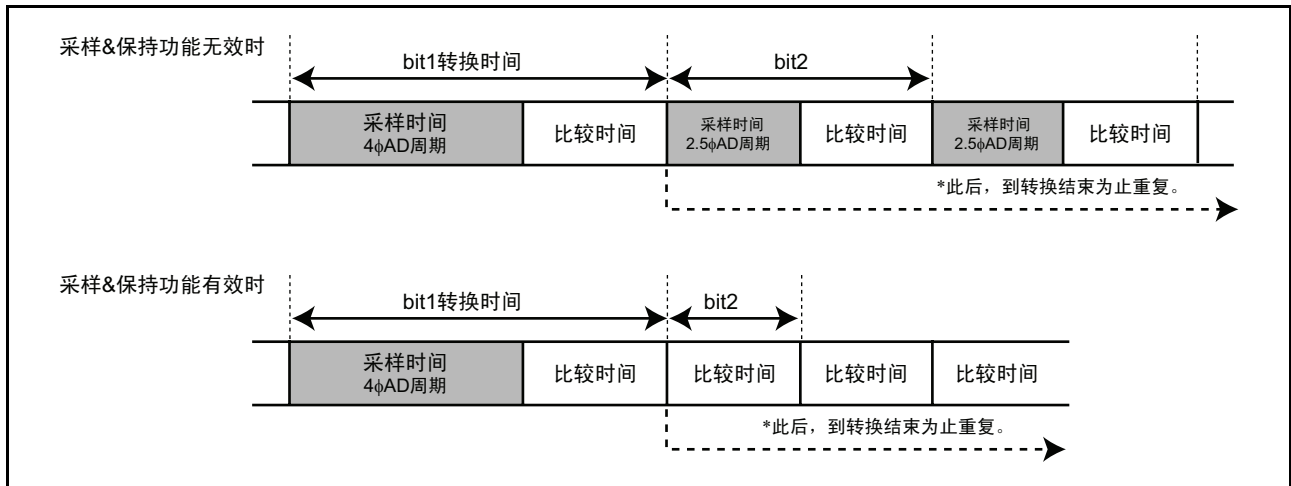 采样&保持功能无效时
bit1转换时间
bit2
采样时间
4ϕAD周期
比较时间
采样时间
2.5ϕAD周期
比较时间
采样时间
2.5ϕAD周期
比较时间
*此后，到转换结束为止重复。
采样&保持功能有效时
bit1转换时间
bit2
采样时间
4ϕAD周期
比较时间
比较时间
比较时间
比较时间
*此后，到转换结束为止重复。